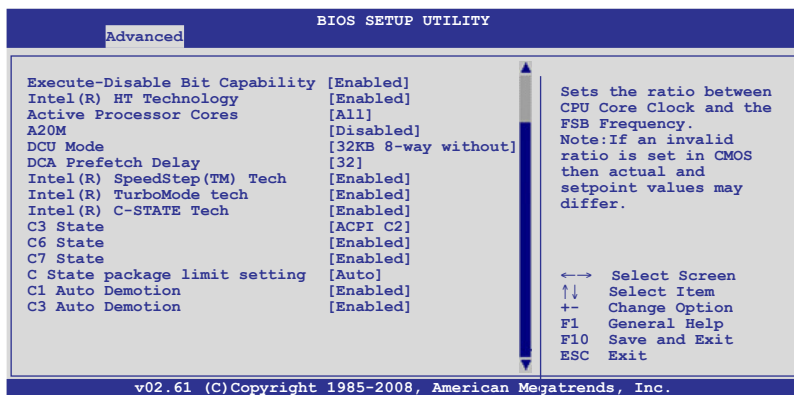 BIOS SETUP UTILITY
Advanced
Execute-Disable Bit Capability [Enabled]
Intel(R) HT Technology [Enabled]
Active Processor Cores [All]
A20M [Disabled]
DCU Mode [32KB 8-way without]
DCA Prefetch Delay [32]
Intel(R) SpeedStep(TM) Tech [Enabled]
Intel(R) TurboMode tech [Enabled]
Intel(R) C-STATE Tech [Enabled]
C3 State [ACPI C2]
C6 State [Enabled]
C7 State [Enabled]
C State package limit setting [Auto]
C1 Auto Demotion [Enabled]
C3 Auto Demotion [Enabled]
Sets the ratio between
CPU Core Clock and the
FSB Frequency.
Note:If an invalid
ratio is set in CMOS
then actual and
setpoint values may
differ.
←→ Select Screen
↑↓ Select Item
+- Change Option
F1 General Help
F10 Save and Exit
ESC Exit
v02.61 (C)Copyright 1985-2008, American Megatrends, Inc.